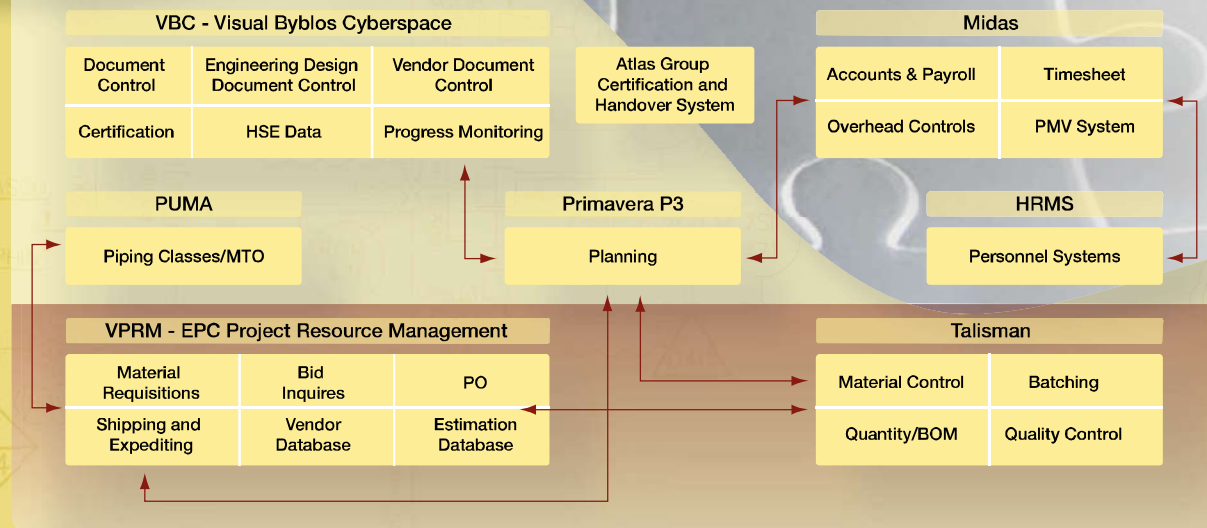 VBC - Visual Byblos Cyberspace
Document
Control
Engineering Design
Document Control
Vendor Document
Control
Certification
HSE Data
Progress Monitoring
Atlas Group
Certification and
Handover System
Midas
Accounts & Payroll
Timesheet
Overhead Controls
PMV System
PUMA
Piping Classes/MTO
Primavera P3
Planning
HRMS
Personnel Systems
VPRM - EPC Project Resource Management
Material
Requisitions
Bid
Inquires
PO
Shipping and
Expediting
Vendor
Database
Estimation
Database
Talisman
Material Control
Batching
Quantity/BOM
Quality Control